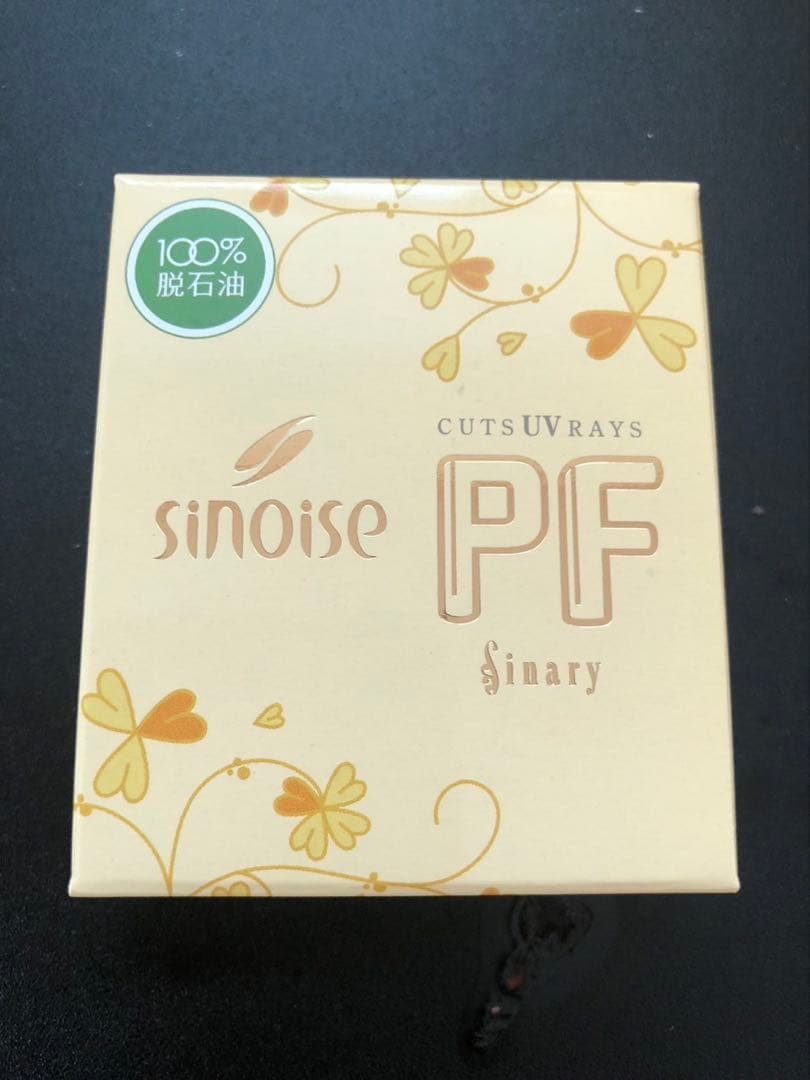 100%
脱石油
sinoise
CUTS UV RAYS
PF
Sinary